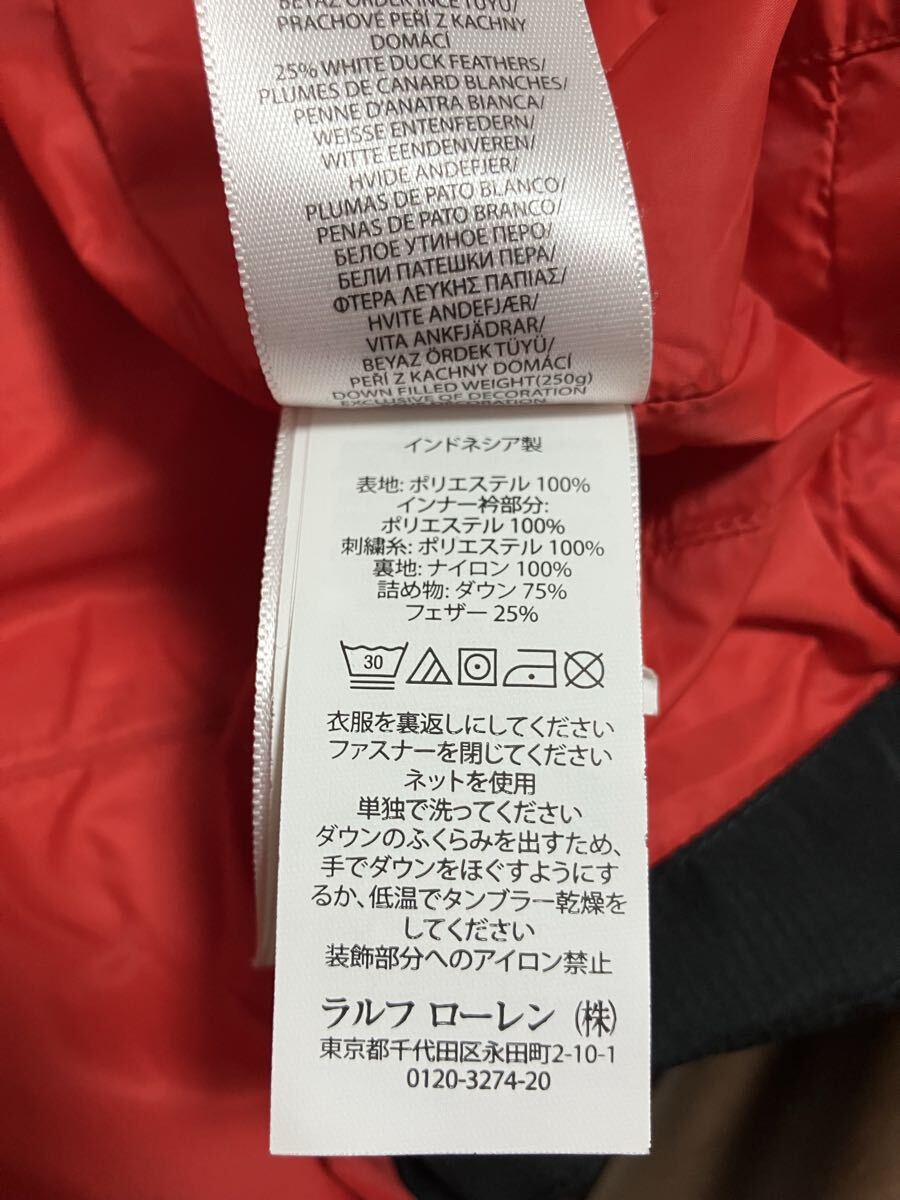 BEYAZ ÖRDEK İNCE TÜYÜ/
PRACHOVÉ PEŘÍ Z KACHNY
DOMÁCÍ
25% WHITE DUCK FEATHERS/
PLUMES DE CANARD BLANCHES/
PENNE D'ANATRA BIANCA/
WEISSE ENTENFEDERN/
WITTE EENDENVEREN/
HVIDE ANDEFJER/
PLUMAS DE PATO BLANCO/
PENAS DE PATO BRANCO/
БЕЛОЕ УТИНОЕ ПЕРО/
БЕЛИ ПАТЕШКИ ПЕРА/
ΦΤΕΡΑ ΛΕΥΚΗΣ ΠΑΠΙΑΣ/
HVITE ANDEFJÆR/
VITA ANKFJÄDRAR/
BEYAZ ÖRDEK TÜYÜ/
PEŘÍ Z KACHNY DOMÁCÍ
DOWN FILLED WEIGHT(250g)
EXCLUSIVE OF DECORATION
インドネシア製
表地: ポリエステル 100%
インナー衿部分:
ポリエステル 100%
刺繍糸: ポリエステル 100%
裏地: ナイロン 100%
詰め物: ダウン 75%
フェザー 25%
30
衣服を裏返しにしてください
ファスナーを閉じてください
ネットを使用
単独で洗ってください
ダウンのふくらみを出すため、
手でダウンをほぐすようにす
るか、低温でタンブラー乾燥を
してください
装飾部分へのアイロン禁止
ラルフ ローレン (株)
東京都千代田区永田町2-10-1
0120-3274-20